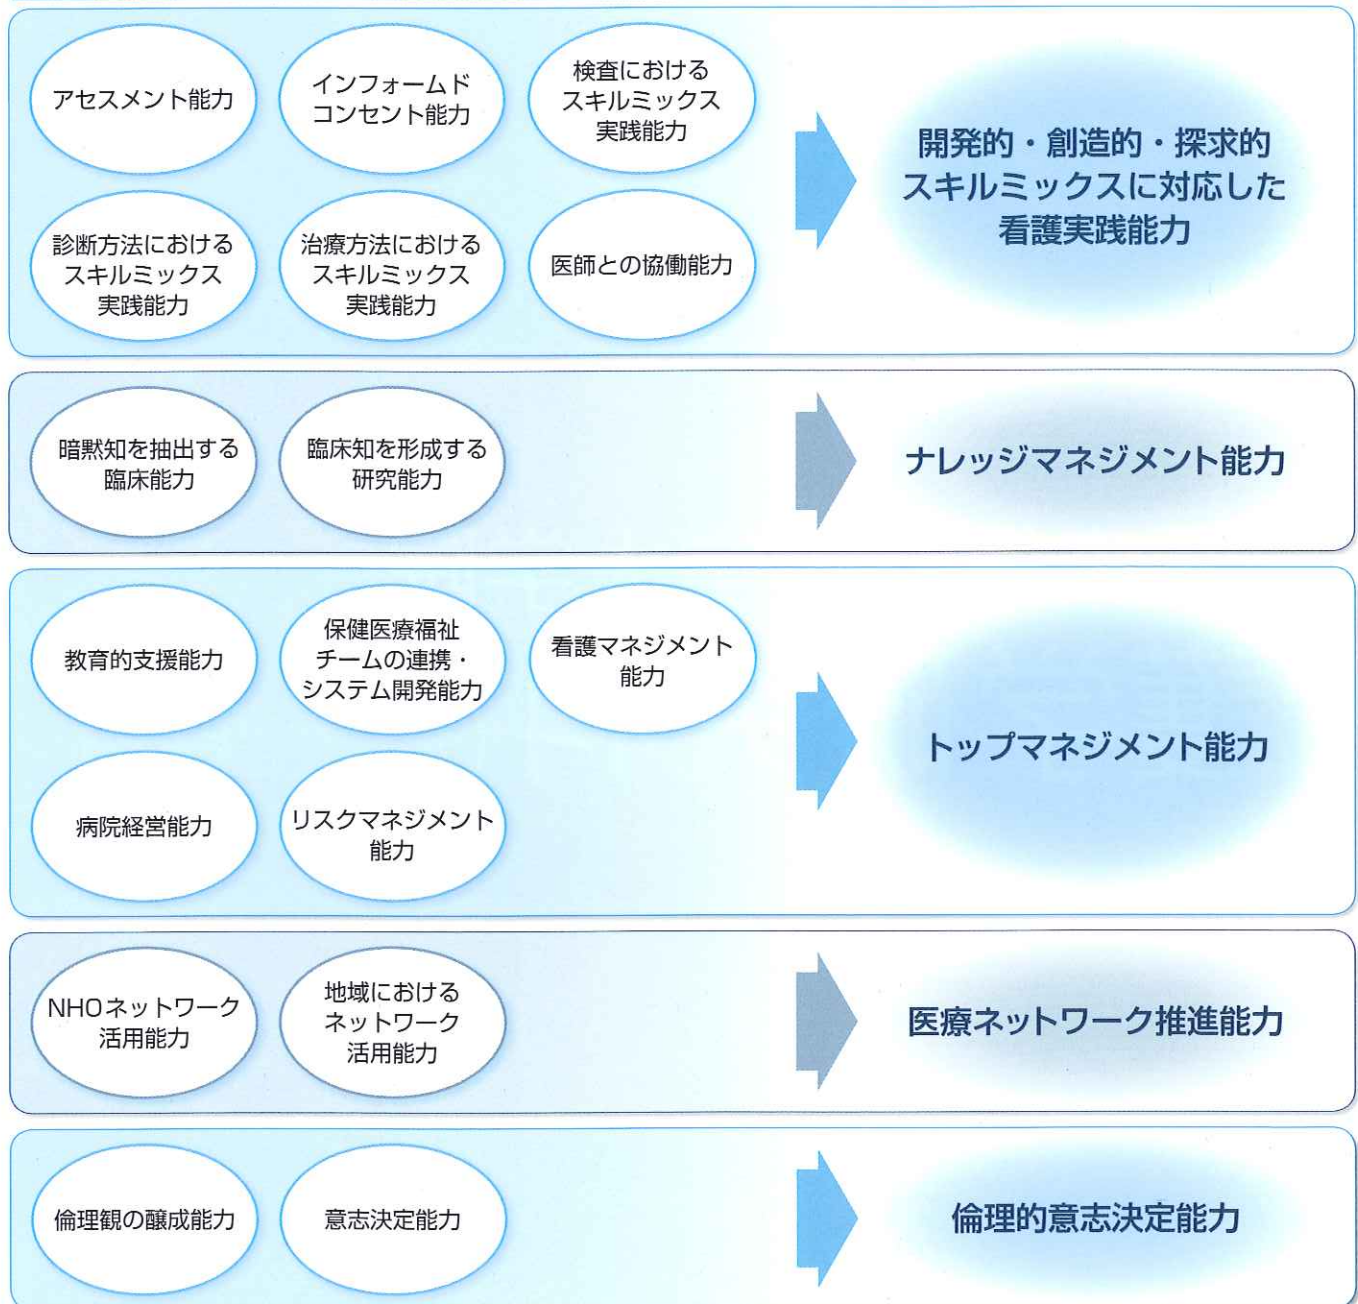 アセスメント能力
インフォームド
コンセント能力
検査における
スキルミックス
実践能力
診断方法における
スキルミックス
実践能力
治療方法における
スキルミックス
実践能力
医師との協働能力
開発的・創造的・探求的
スキルミックスに対応した
看護実践能力
暗黙知を抽出する
臨床能力
臨床知を形成する
研究能力
ナレッジマネジメント能力
教育的支援能力
保健医療福祉
チームの連携・
システム開発能力
看護マネジメント
能力
病院経営能力
リスクマネジメント
能力
トップマネジメント能力
NHOネットワーク
活用能力
地域における
ネットワーク
活用能力
医療ネットワーク推進能力
倫理観の醸成能力
意志決定能力
倫理的意志決定能力